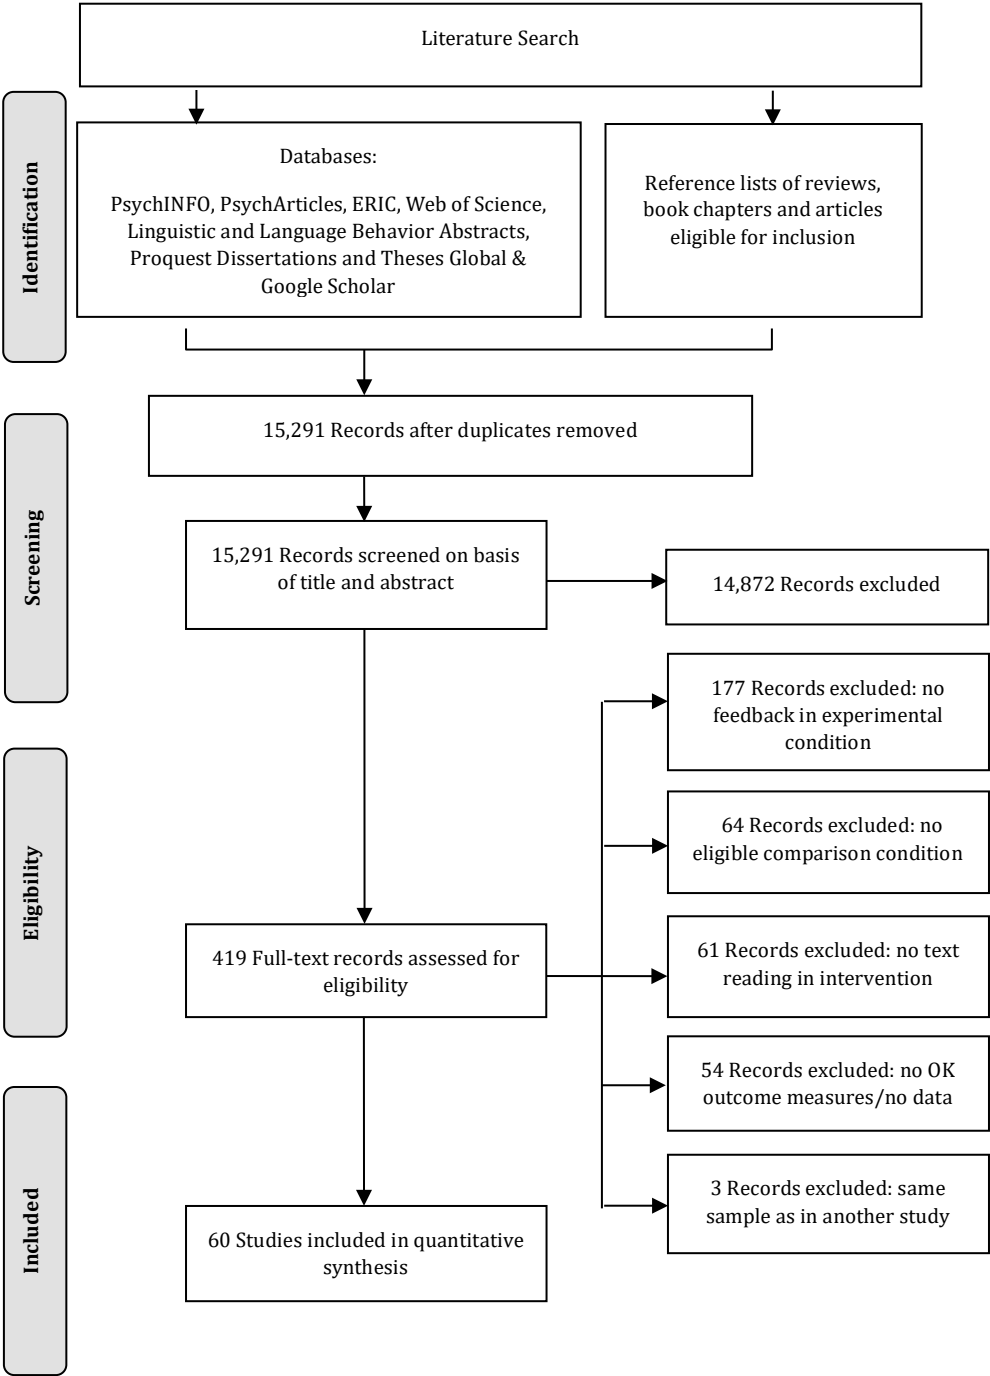 Literature Search
Identification
Databases:
PsychINFO, PsychArticles, ERIC, Web of Science,
Linguistic and Language Behavior Abstracts,
Proquest Dissertations and Theses Global &
Google Scholar
Reference lists of reviews,
book chapters and articles
eligible for inclusion
15,291 Records after duplicates removed
Screening
15,291 Records screened on basis
of title and abstract
14,872 Records excluded
177 Records excluded: no
feedback in experimental
condition
64 Records excluded: no
eligible comparison condition
Eligibility
419 Full-text records assessed for
eligibility
61 Records excluded: no text
reading in intervention
54 Records excluded: no OK
outcome measures/no data
3 Records excluded: same
sample as in another study
Included
60 Studies included in quantitative
synthesis